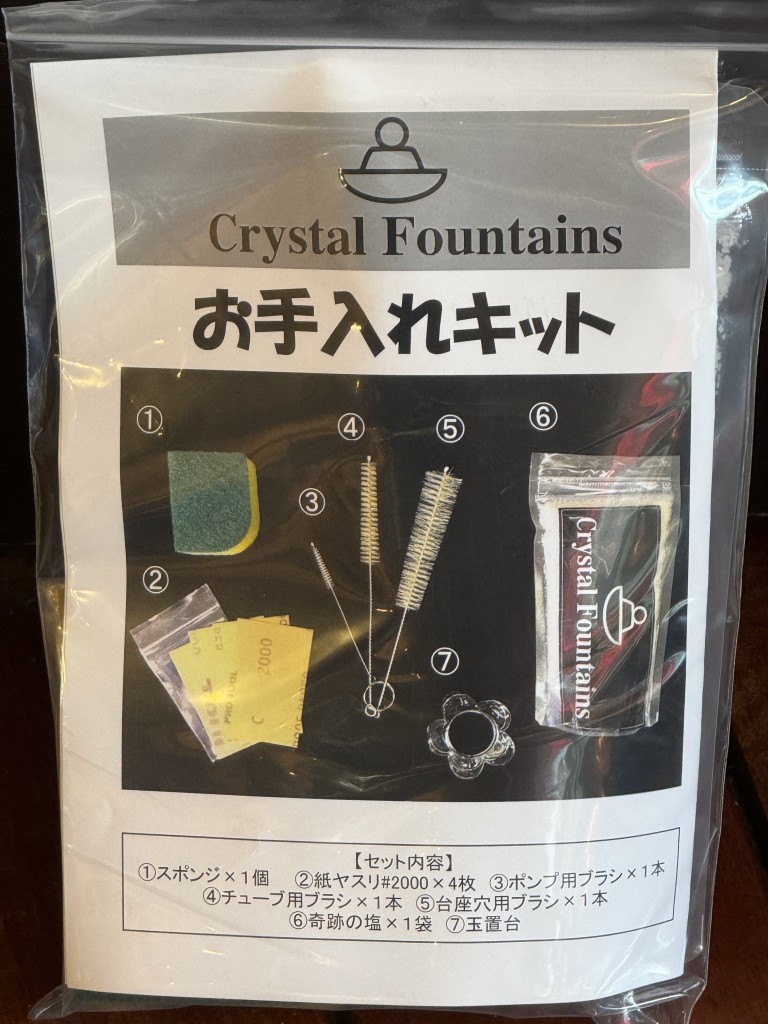 Crystal Fountains
お手入れキット
①
④
⑤
⑥
③
②
2000
C
Crystal Fountains
⑦
【セット内容】
①スポンジ×1個 ②紙ヤスリ#2000×4枚 ③ポンプ用ブラシ×1本
④チューブ用ブラシ×1本 ⑤台座穴用ブラシ×1本
⑥奇跡の塩×1袋 ⑦玉置台